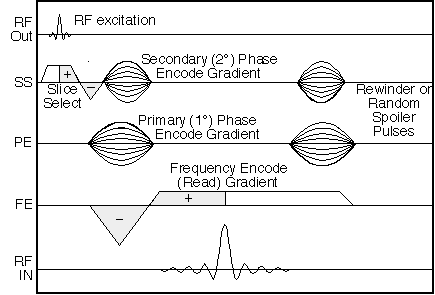 RF
Out
RF excitation
SS
+
−
Slice
Select
Secondary (2°) Phase
Encode Gradient
Rewinder or
Random
Spoiler
Pulses
PE
Primary (1°) Phase
Encode Gradient
Frequency Encode
(Read) Gradient
FE
−
+
RF
IN